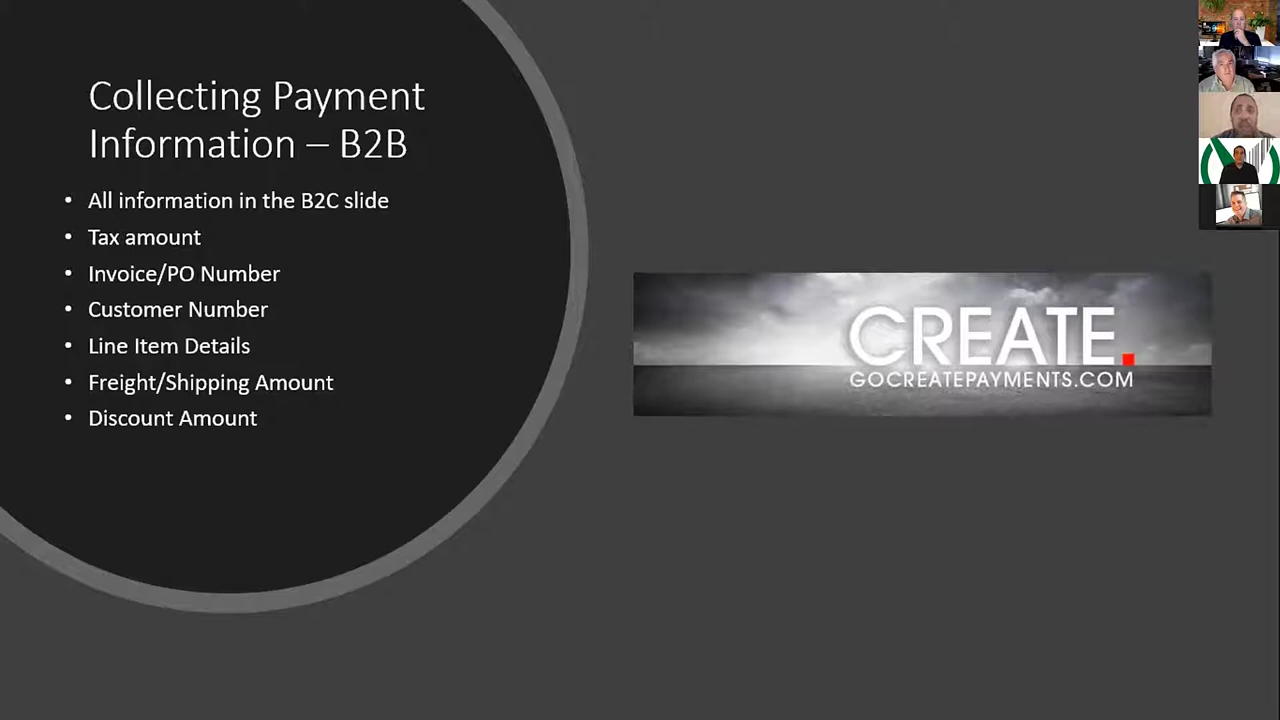 Collecting Payment
Information – B2B
• All information in the B2C slide
• Tax amount
• Invoice/PO Number
• Customer Number
• Line Item Details
• Freight/Shipping Amount
• Discount Amount
CREATE.
GOCREATEPAYMENTS.COM